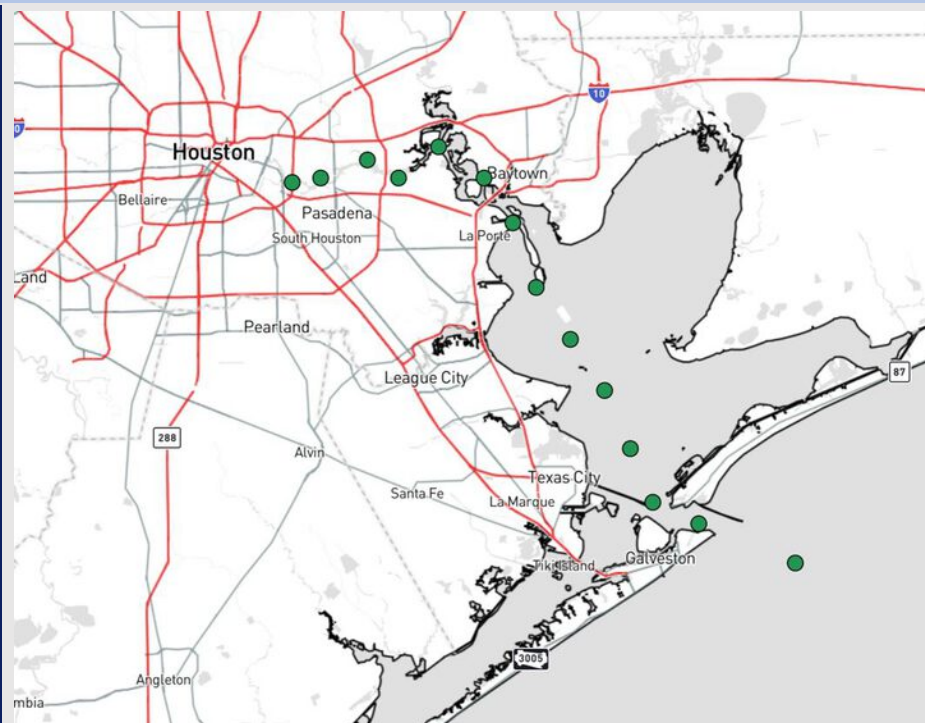 10
0
Houston
Baytown
Bellaire
Pasadena
South Houston
La Porte
Land
Pearland
League City
87
288
Alvin
Texas City
Santa Fe
La Marque
Tiki Island
Galveston
3005
Angleton
mbia